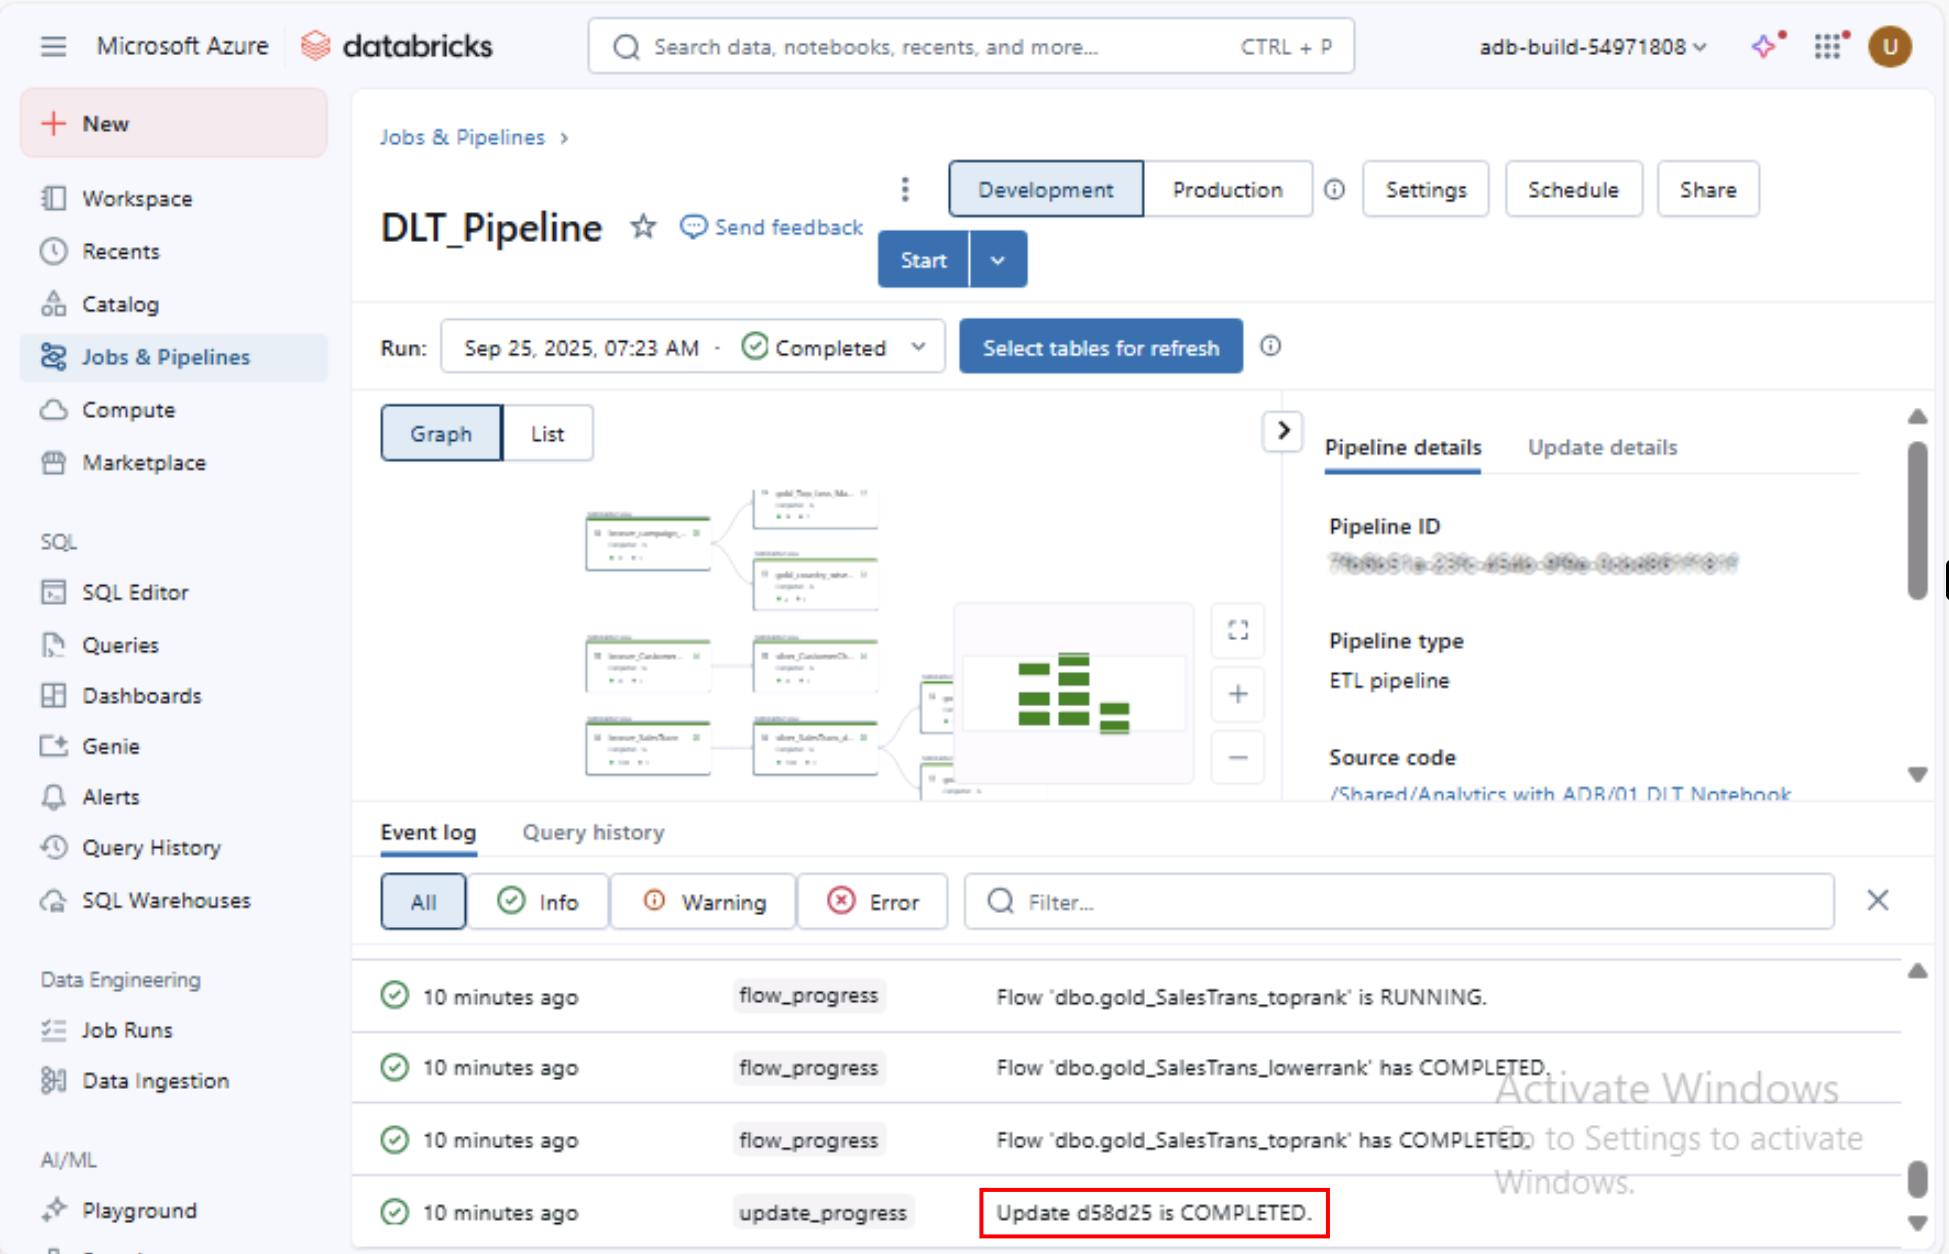 Microsoft Azure databricks Search data, notebooks, recents, and more... CTRL + P adb-build-54971808 U
New
Workspace
Recents
Catalog
Jobs & Pipelines
Compute
Marketplace
SQL
SQL Editor
Queries
Dashboards
Genie
Alerts
Query History
SQL Warehouses
Data Engineering
Job Runs
Data Ingestion
AI/ML
Playground
Jobs & Pipelines
DLT_Pipeline Send feedback
Development Production Settings Schedule Share
Start
Run: Sep 25, 2025, 07:23 AM - Completed Select tables for refresh
Graph List
Pipeline details Update details
Pipeline ID
Pipeline type
ETL pipeline
Source code
/Shared/Analytics with ADB/01 DLT Notebook
Event log Query history
All Info Warning Error Filter...
10 minutes ago flow_progress Flow 'dbo.gold_SalesTrans_toprank' is RUNNING.
10 minutes ago flow_progress Flow 'dbo.gold_SalesTrans_lowerrank' has COMPLETED.
10 minutes ago flow_progress Flow 'dbo.gold_SalesTrans_toprank' has COMPLETED.
10 minutes ago update_progress Update d58d25 is COMPLETED.
Activate Windows
Go to Settings to activate
Windows.